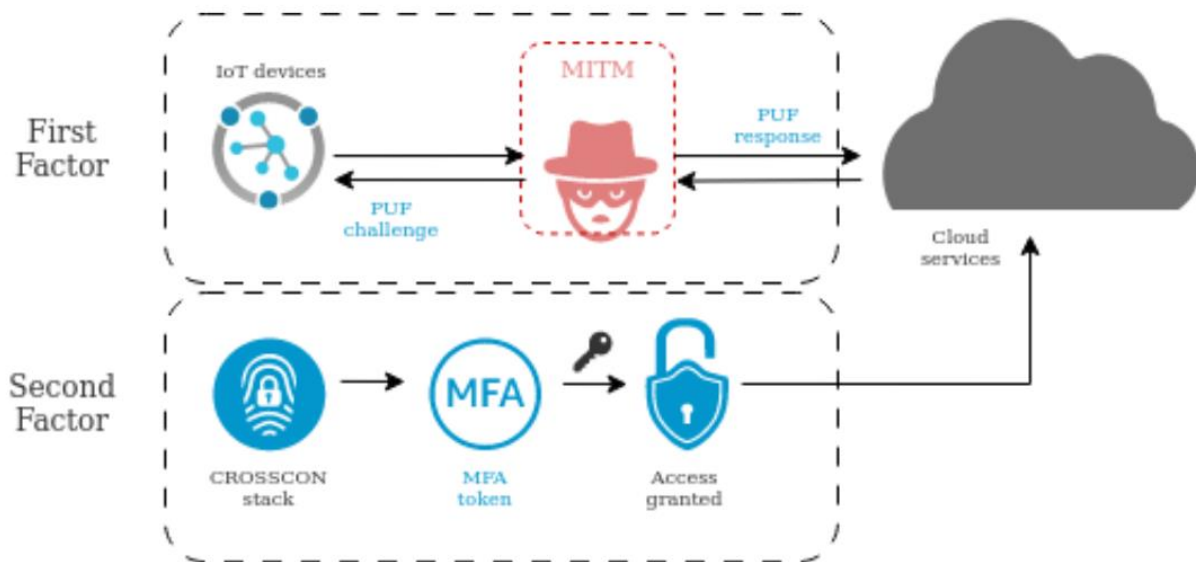 First
Factor
IoT devices
MITM
PUF
response
PUF
challenge
Cloud
services
Second
Factor
MFA
CROSSCON
stack
MFA
token
Access
granted